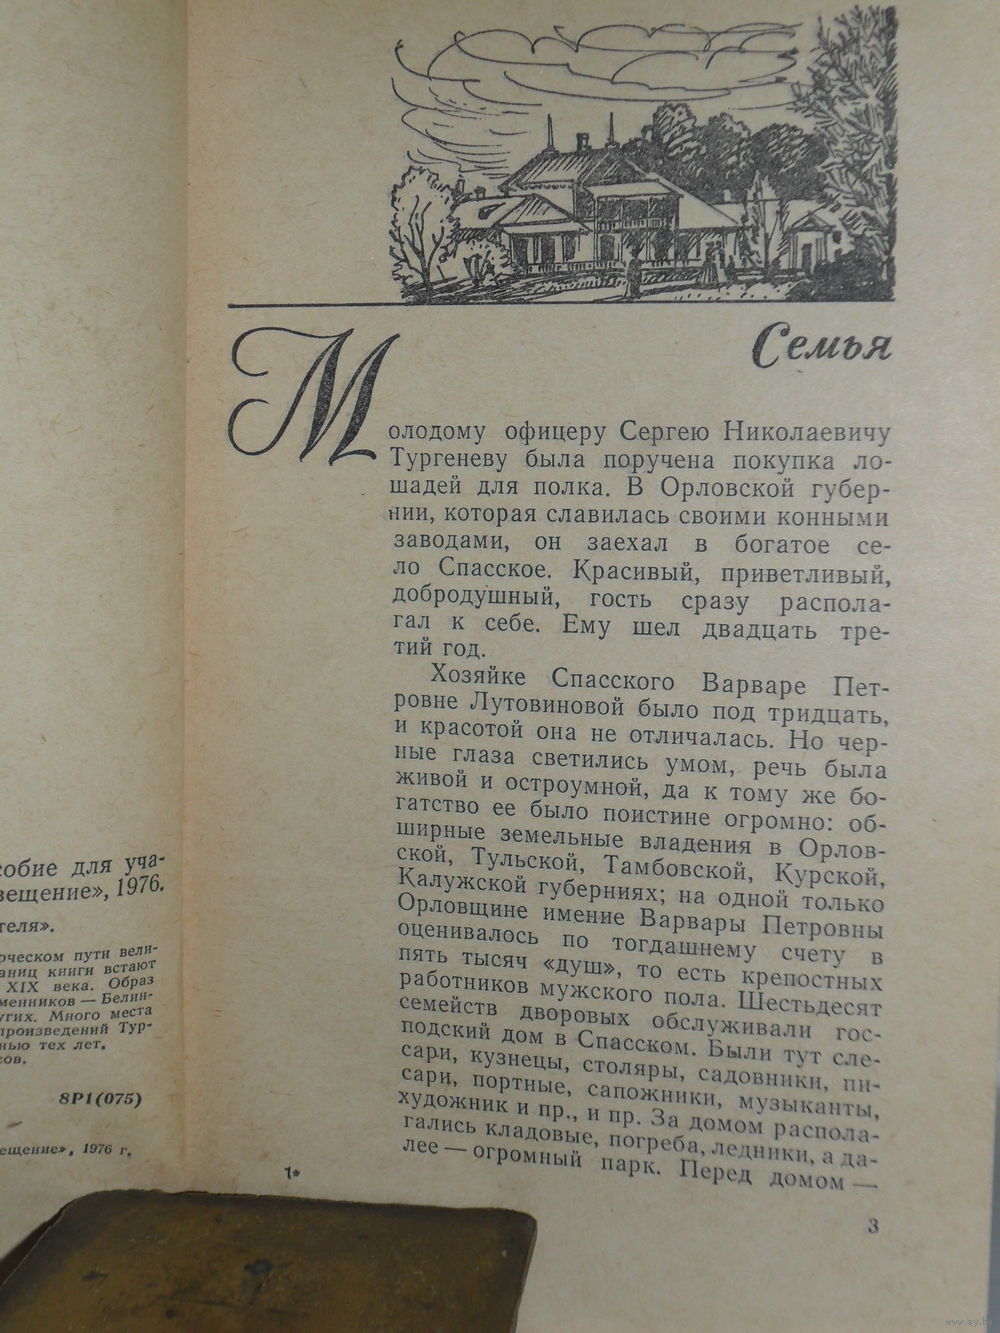 собие для уча-
вещение», 1976.
теля».
рческом пути вели-
аниц книги встают
XIX века. Образ
менников — Белин-
угих. Много места
произведений Тур-
нью тех лет.
сов.
8Р1(075)
ещение», 1976 г.
Семья
Молодому офицеру Сергею Николаевичу
Тургеневу была поручена покупка ло-
шадей для полка. В Орловской губер-
нии, которая славилась своими конными
заводами, он заехал в богатое се-
ло Спасское. Красивый, приветливый,
добродушный, гость сразу распола-
гал к себе. Ему шел двадцать тре-
тий год.
Хозяйке Спасского Варваре Пет-
ровне Лутовиновой было под тридцать,
и красотой она не отличалась. Но чер-
ные глаза светились умом, речь была
живой и остроумной, да к тому же бо-
гатство ее было поистине огромно: об-
ширные земельные владения в Орлов-
ской, Тульской, Тамбовской, Курской,
Калужской губерниях; на одной только
Орловщине имение Варвары Петровны
оценивалось по тогдашнему счету в
пять тысяч «душ», то есть крепостных
работников мужского пола. Шестьдесят
семейств дворовых обслуживали гос-
подский дом в Спасском. Были тут сле-
сари, кузнецы, столяры, садовники, пи-
сари, портные, сапожники, музыканты,
художник и пр., и пр. За домом распола-
гались кладовые, погреба, ледники, а да-
лее — огромный парк. Перед домом —
1*
3
www.ay.by